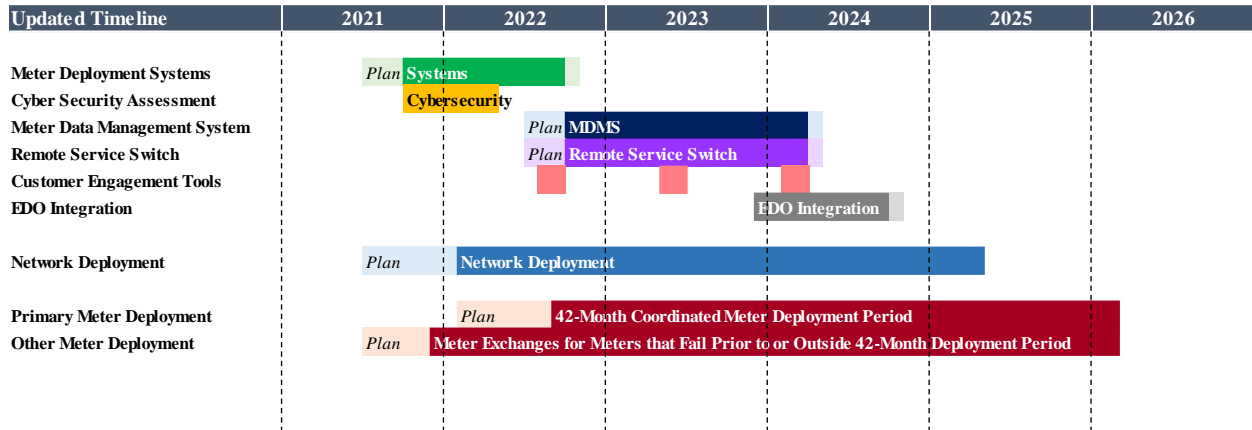 Updated Timeline 2021 2022 2023 2024 2025 2026
Meter Deployment Systems Plan Systems
Cyber Security Assessment Cybersecurity
Meter Data Management System Plan MDMS
Remote Service Switch Plan Remote Service Switch
Customer Engagement Tools
EDO Integration EDO Integration
Network Deployment Plan Network Deployment
Primary Meter Deployment Plan 42-Month Coordinated Meter Deployment Period
Other Meter Deployment Plan Meter Exchanges for Meters that Fail Prior to or Outside 42-Month Deployment Period